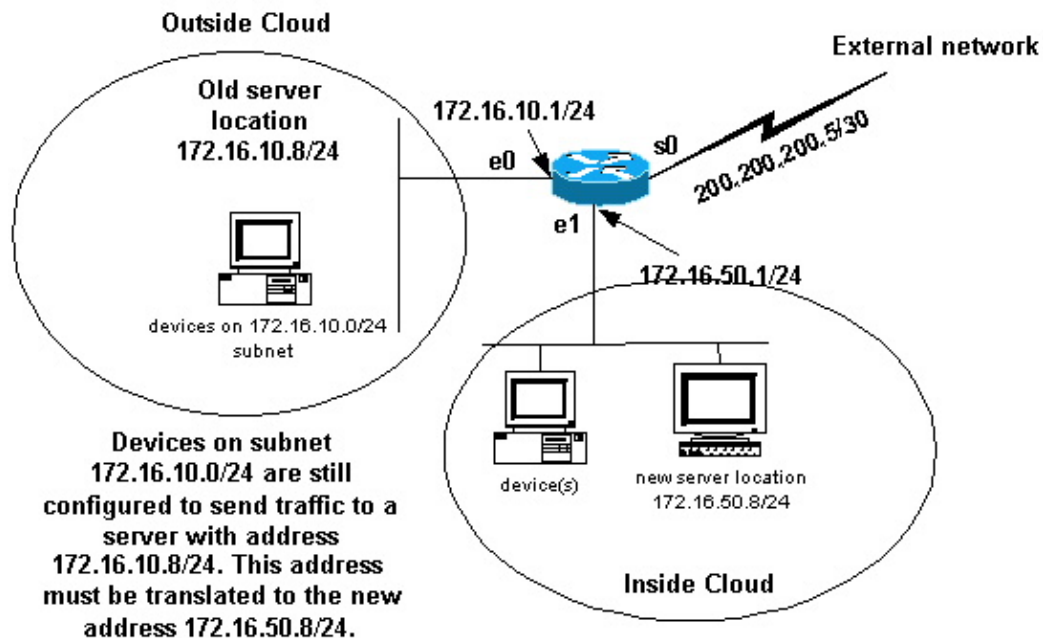 Outside Cloud
External network
Old server
location
172.16.10.8/24
172.16.10.1/24
e0
s0
200.200.200.5/30
e1
172.16.50.1/24
devices on 172.16.10.0/24
subnet
Devices on subnet
172.16.10.0/24 are still
configured to send traffic to a
server with address
172.16.10.8/24. This address
must be translated to the new
address 172.16.50.8/24.
device(s)
new server location
172.16.50.8/24
Inside Cloud